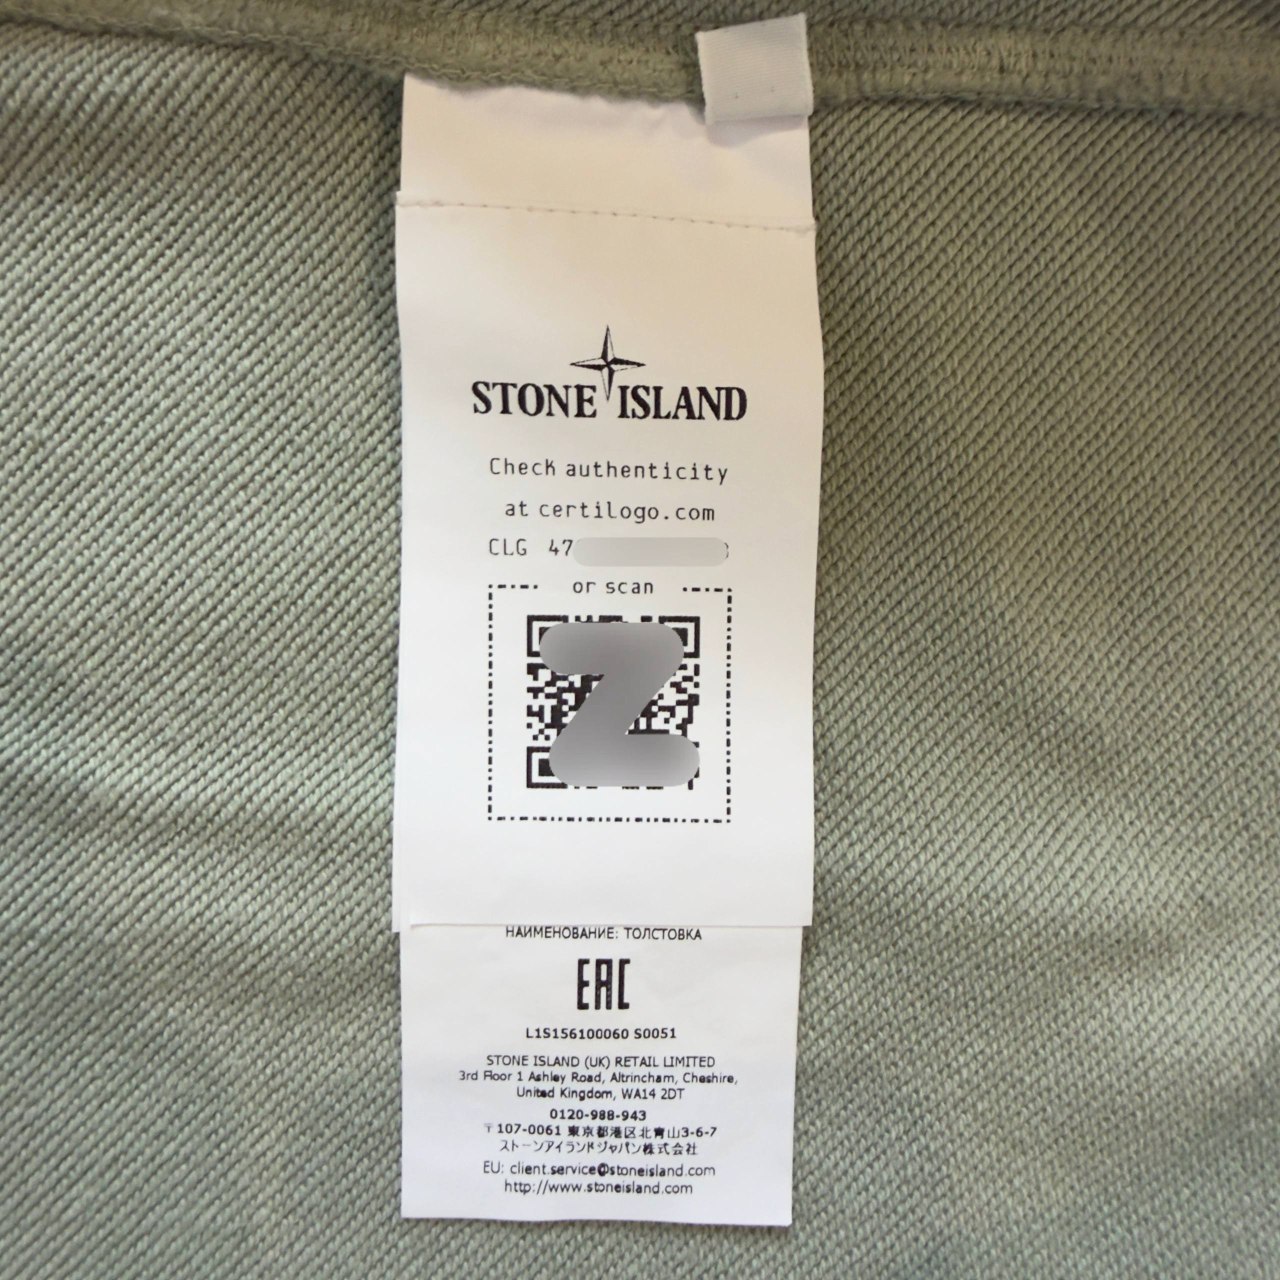 STONE ISLAND
Check authenticity
at certilogo.com
CLG 47
or scan
НАИМЕНОВАНИЕ: ТОЛСТОВКА
EAC
L1S156100060 S0051
STONE ISLAND (UK) RETAIL LIMITED
3rd Floor 1 Ashley Road, Altrincham, Cheshire,
United Kingdom, WA14 2DT
0120-988-943
〒107-0061 東京都港区北青山3-6-7
ストーンアイランドジャパン株式会社
EU: client.service@stoneisland.com
http://www.stoneisland.com